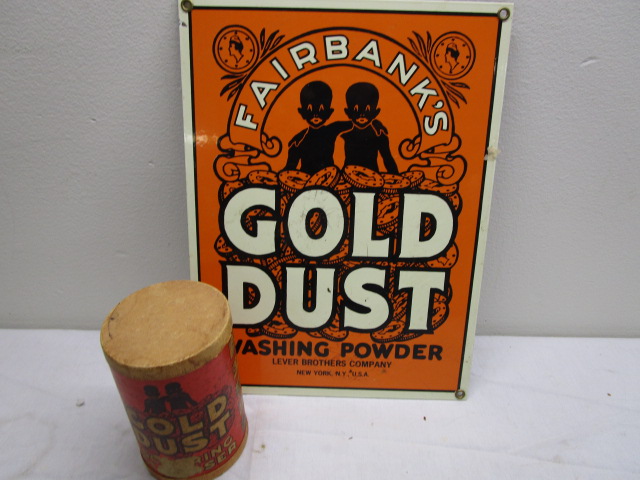 FAIRBANK'S
GOLD
DUST
WASHING POWDER
LEVER BROTHERS COMPANY
NEW YORK, N.Y. U.S.A.
GOLD
DUST